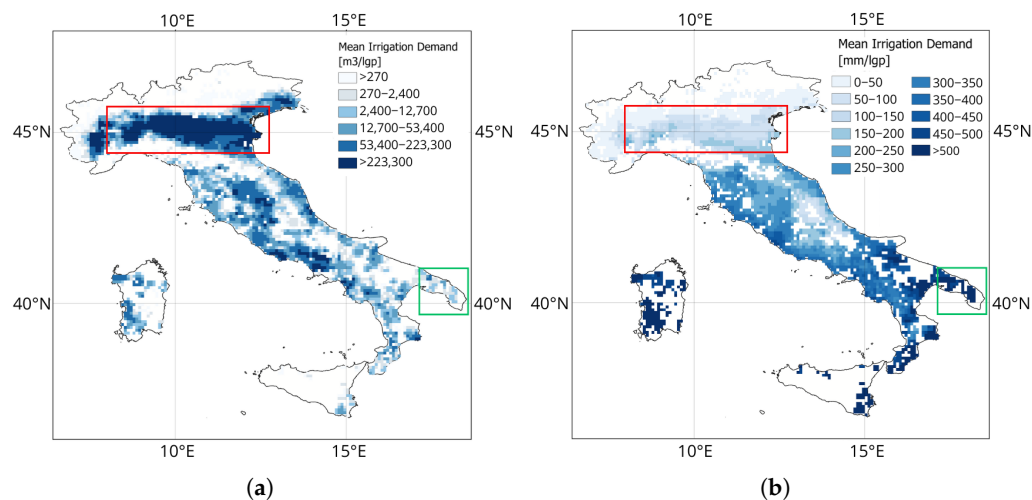 10°E 15°E
Mean Irrigation Demand
[m3/lgp]
>270
270−2,400
2,400−12,700
12,700−53,400
53,400−223,300
>223,300
45°N
40°N
10°E 15°E
(a)
10°E 15°E
Mean Irrigation Demand
[mm/lgp]
0−50
50−100
100−150
150−200
200−250
250−300
300−350
350−400
400−450
450−500
>500
45°N
40°N
45°N
40°N
10°E 15°E
(b)